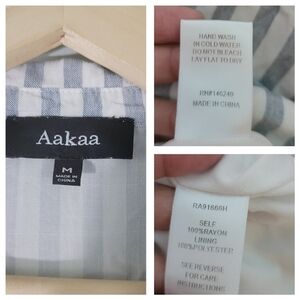 Aakaa
M
MADE IN
CHINA
HAND WASH
IN COLD WATER
DO NOT BLEACH
LAY FLAT TO DRY
RN#146249
MADE IN CHINA
RA91666H
SELF
100%RAYON
LINING
100%POLYESTER
SEE REVERSE
FOR CARE
INSTRUCTIONS